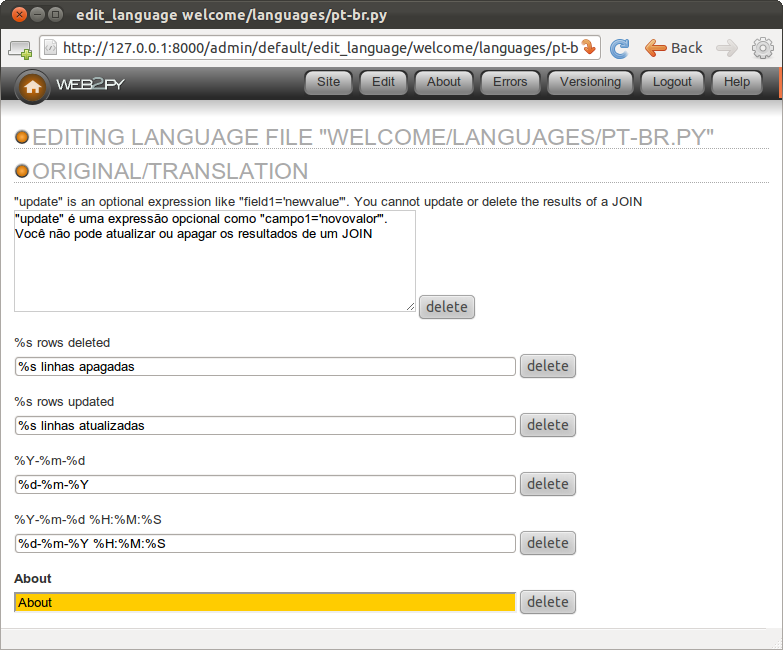 edit_language welcome/languages/pt-br.py
http://127.0.0.1:8000/admin/default/edit_language/welcome/languages/pt-b
Back
WEB2PY
Site Edit About Errors Versioning Logout Help
EDITING LANGUAGE FILE "WELCOME/LANGUAGES/PT-BR.PY"
ORIGINAL/TRANSLATION
"update" is an optional expression like "field1='newvalue'". You cannot update or delete the results of a JOIN
"update" é uma expressão opcional como "campo1='novovalor'".
Você não pode atualizar ou apagar os resultados de um JOIN
delete
%s rows deleted
%s linhas apagadas delete
%s rows updated
%s linhas atualizadas delete
%Y-%m-%d
%d-%m-%Y delete
%Y-%m-%d %H:%M:%S
%d-%m-%Y %H:%M:%S delete
About
About delete